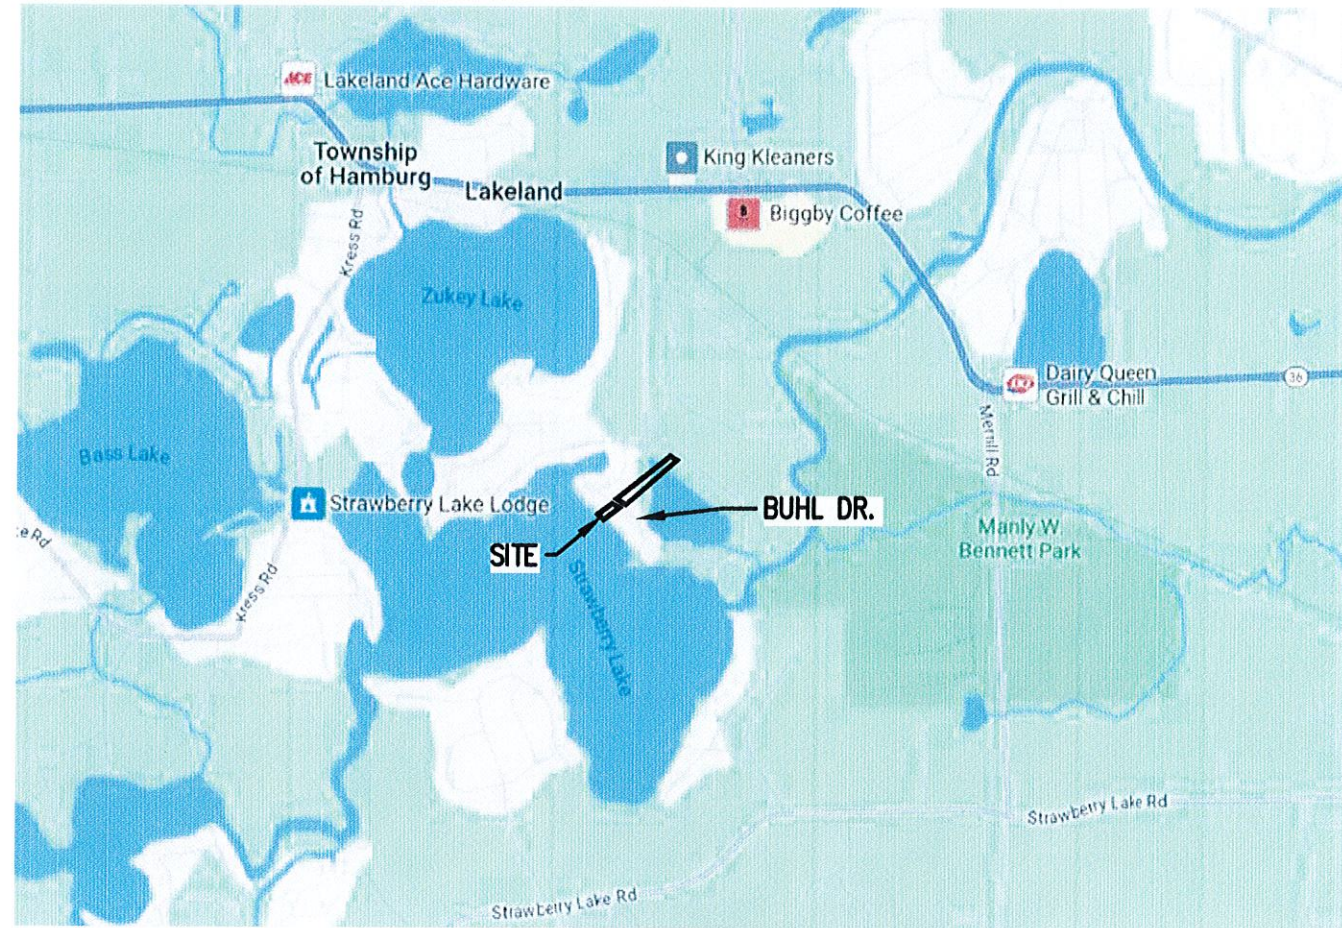 ACE Lakeland Ace Hardware
Township
of Hamburg
Lakeland
King Kleaners
B Biggby Coffee
Kress Rd
Zukey Lake
Dairy Queen
Grill & Chill
36
Merrill Rd
Bass Lake
Strawberry Lake Lodge
BUHL DR.
SITE
Manly W.
Bennett Park
e Rd
Kress Rd
Strawberry Lake
Strawberry Lake Rd
Strawberry Lake Rd